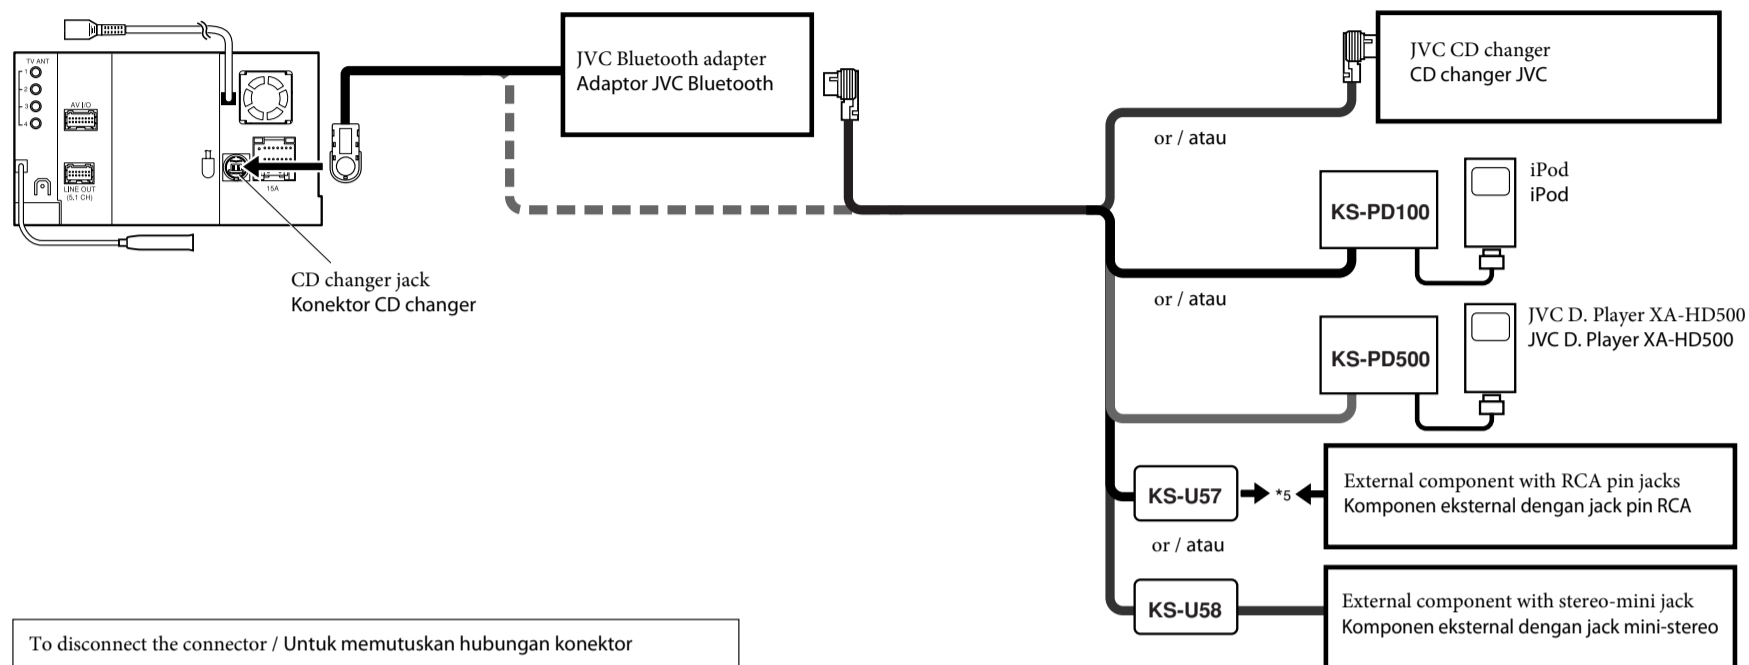 TV ANT
1
2
3
4
AV I/O
LINE OUT
(5.1 CH)
15A
CD changer jack
Konektor CD changer
JVC Bluetooth adapter
Adaptor JVC Bluetooth
JVC CD changer
CD changer JVC
or / atau
KS-PD100
iPod
iPod
or / atau
KS-PD500
JVC D. Player XA-HD500
JVC D. Player XA-HD500
KS-U57
*5
External component with RCA pin jacks
Komponen eksternal dengan jack pin RCA
or / atau
KS-U58
External component with stereo-mini jack
Komponen eksternal dengan jack mini-stereo
To disconnect the connector / Untuk memutuskan hubungan konektor